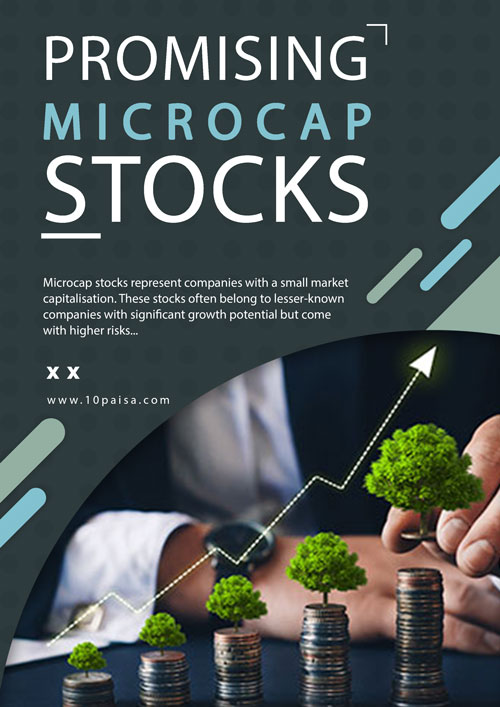 PROMISING
MICROCAP
STOCKS
Microcap stocks represent companies with a small market
capitalisation. These stocks often belong to lesser-known
companies with significant growth potential but come
with higher risks...
x x
www.10paisa.com